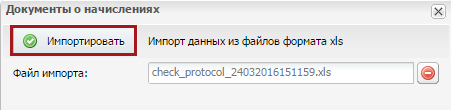 Документы о начислениях
Импортировать Импорт данных из файлов формата xls
Файл импорта: check_protocol_24032016151159.xls